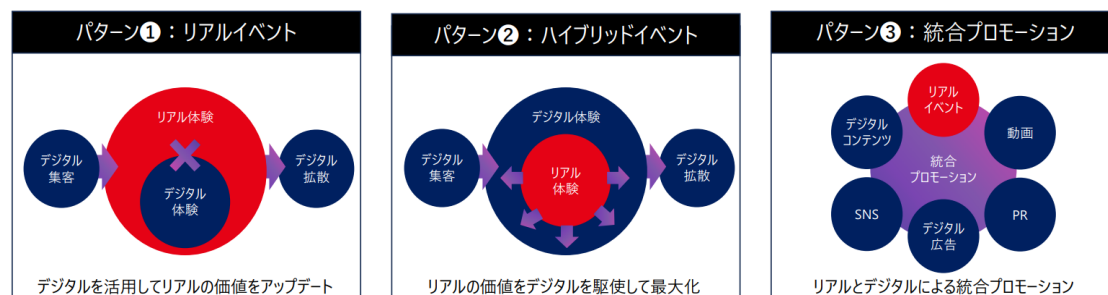 パターン❶：リアルイベント
リアル体験
デジタル
集客
デジタル
体験
デジタル
拡散
デジタルを活用してリアルの価値をアップデート
パターン❷：ハイブリッドイベント
デジタル体験
デジタル
集客
リアル
体験
デジタル
拡散
リアルの価値をデジタルを駆使して最大化
パターン❸：統合プロモーション
リアル
イベント
デジタル
コンテンツ
動画
統合
プロモーション
SNS
デジタル
広告
PR
リアルとデジタルによる統合プロモーション